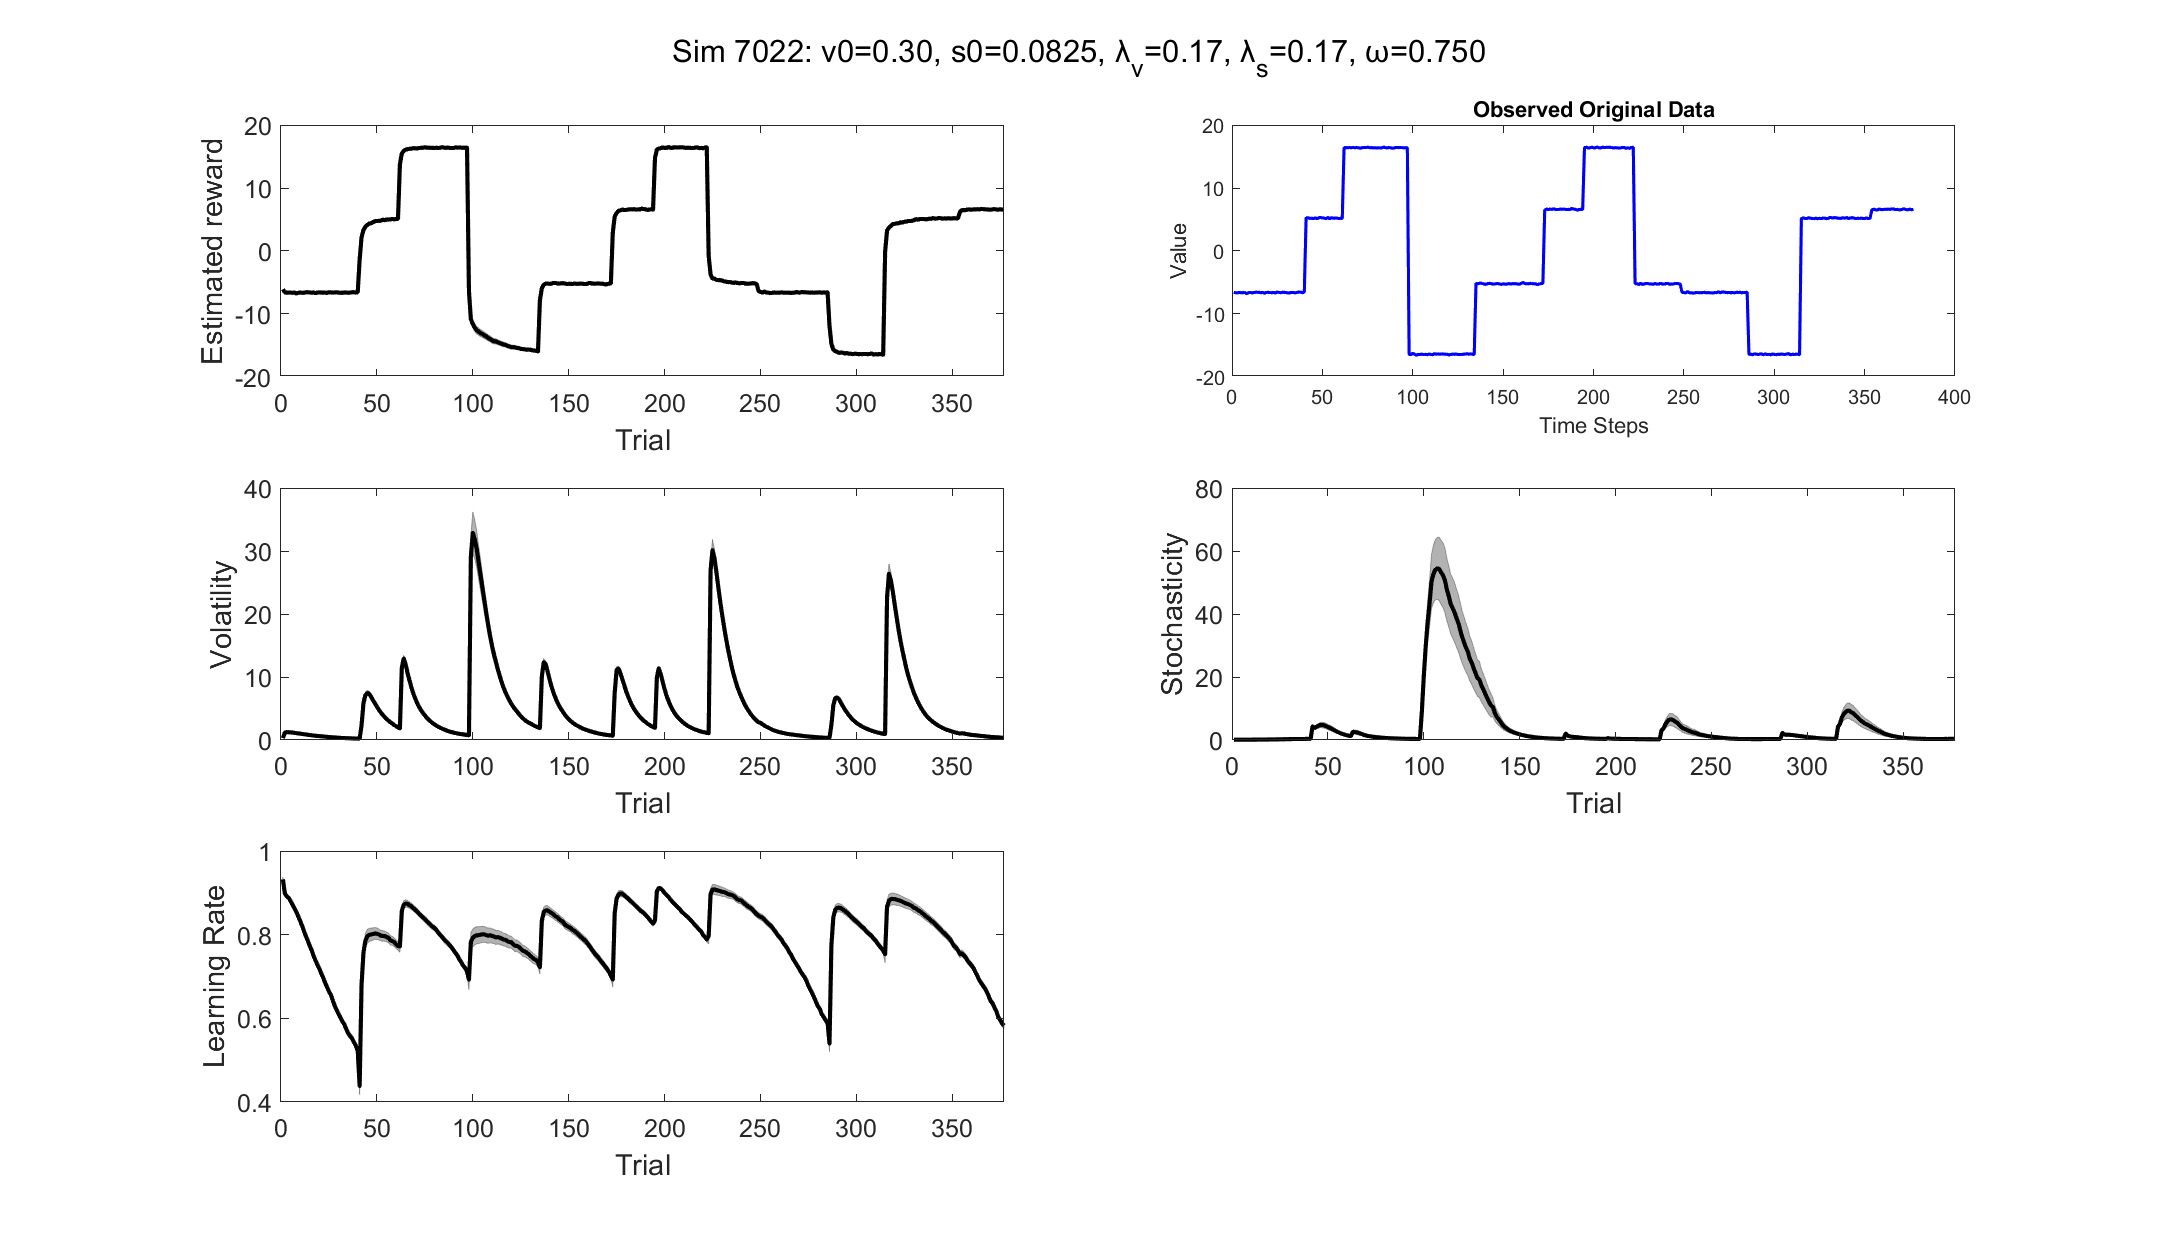 Sim 7022: v0=0.30, s0=0.0825, λ_v=0.17, λ_s=0.17, ω=0.750
20
10
0
-10
-20
Estimated reward
0 50 100 150 200 250 300 350
Trial
Observed Original Data
20
10
0
-10
-20
Value
0 50 100 150 200 250 300 350 400
Time Steps
40
30
20
10
0
Volatility
0 50 100 150 200 250 300 350
Trial
80
60
40
20
0
Stochasticity
0 50 100 150 200 250 300 350
Trial
1
0.8
0.6
0.4
Learning Rate
0 50 100 150 200 250 300 350
Trial